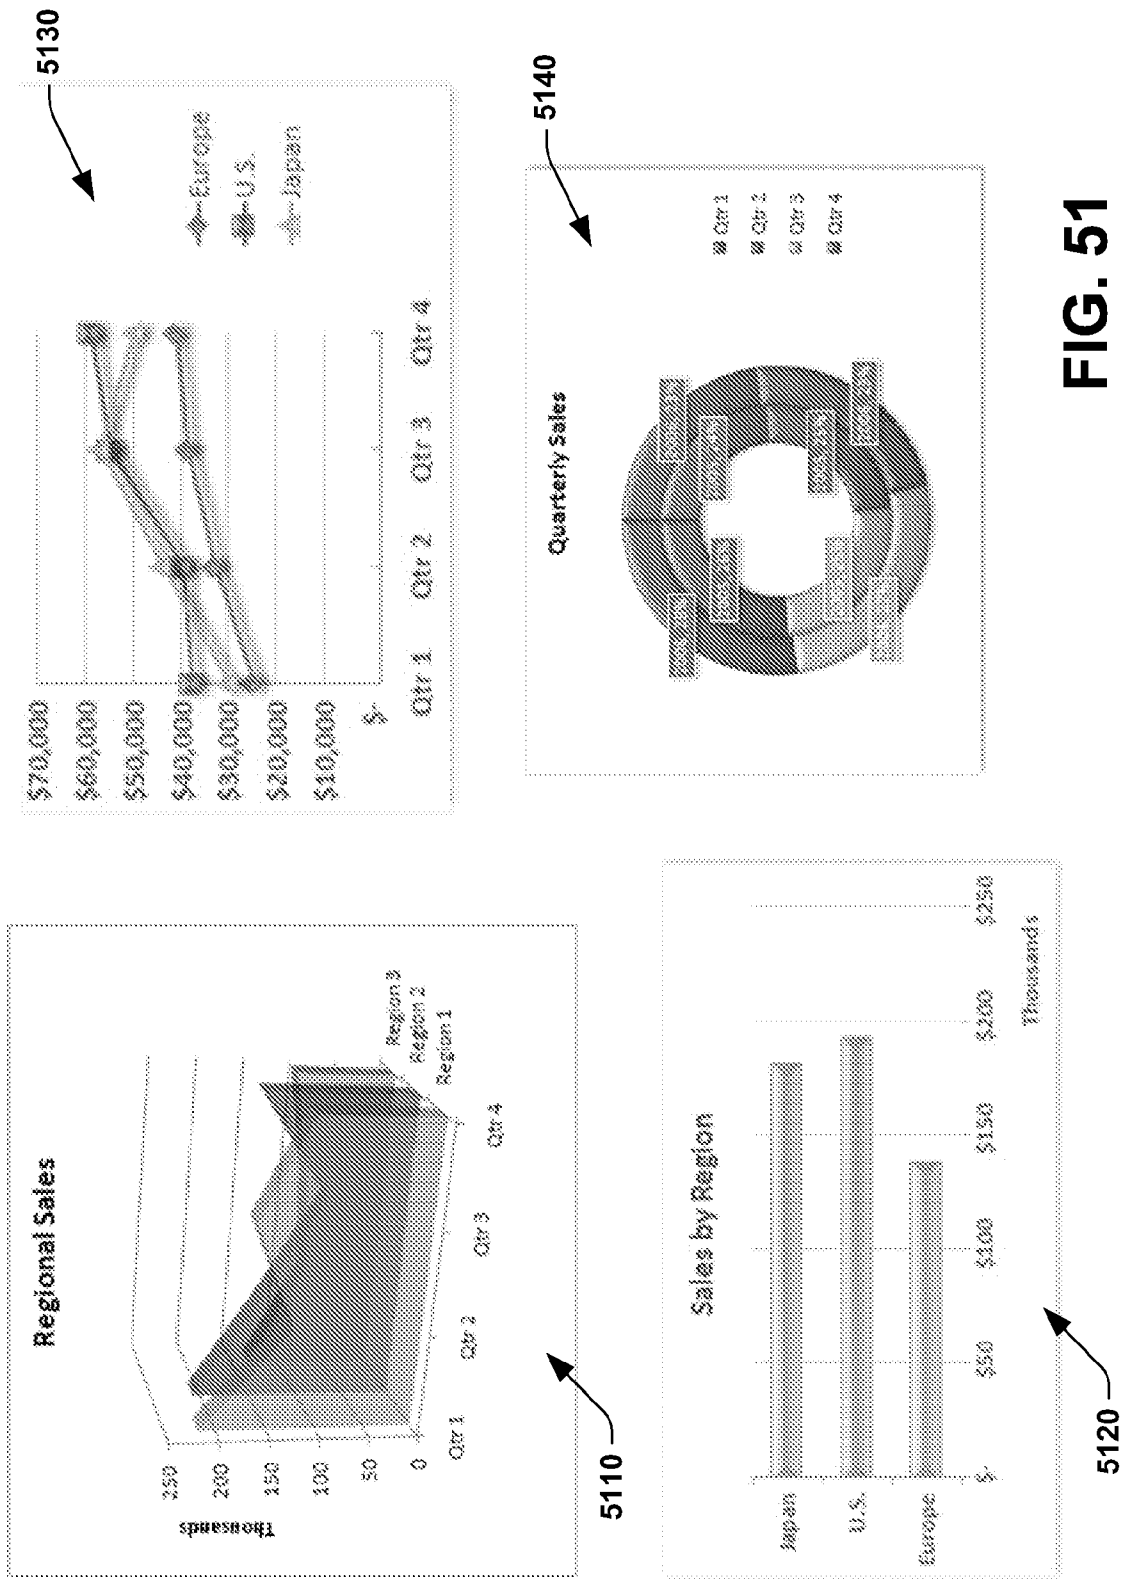 Regional Sales
Thousands
250
200
150
100
50
0
Qtr 1
Qtr 2
Qtr 3
Qtr 4
Region 3
Region 2
Region 1
5110
$70,000
$60,000
$50,000
$40,000
$30,000
$20,000
$10,000
$-
Qtr 1
Qtr 2
Qtr 3
Qtr 4
Europe
U.S.
Japan
5130
Sales by Region
Japan
U.S.
Europe
$-
$50
$100
$150
$200
$250
Thousands
5120
Quarterly Sales
Qtr 1
Qtr 2
Qtr 3
Qtr 4
5140
FIG. 51